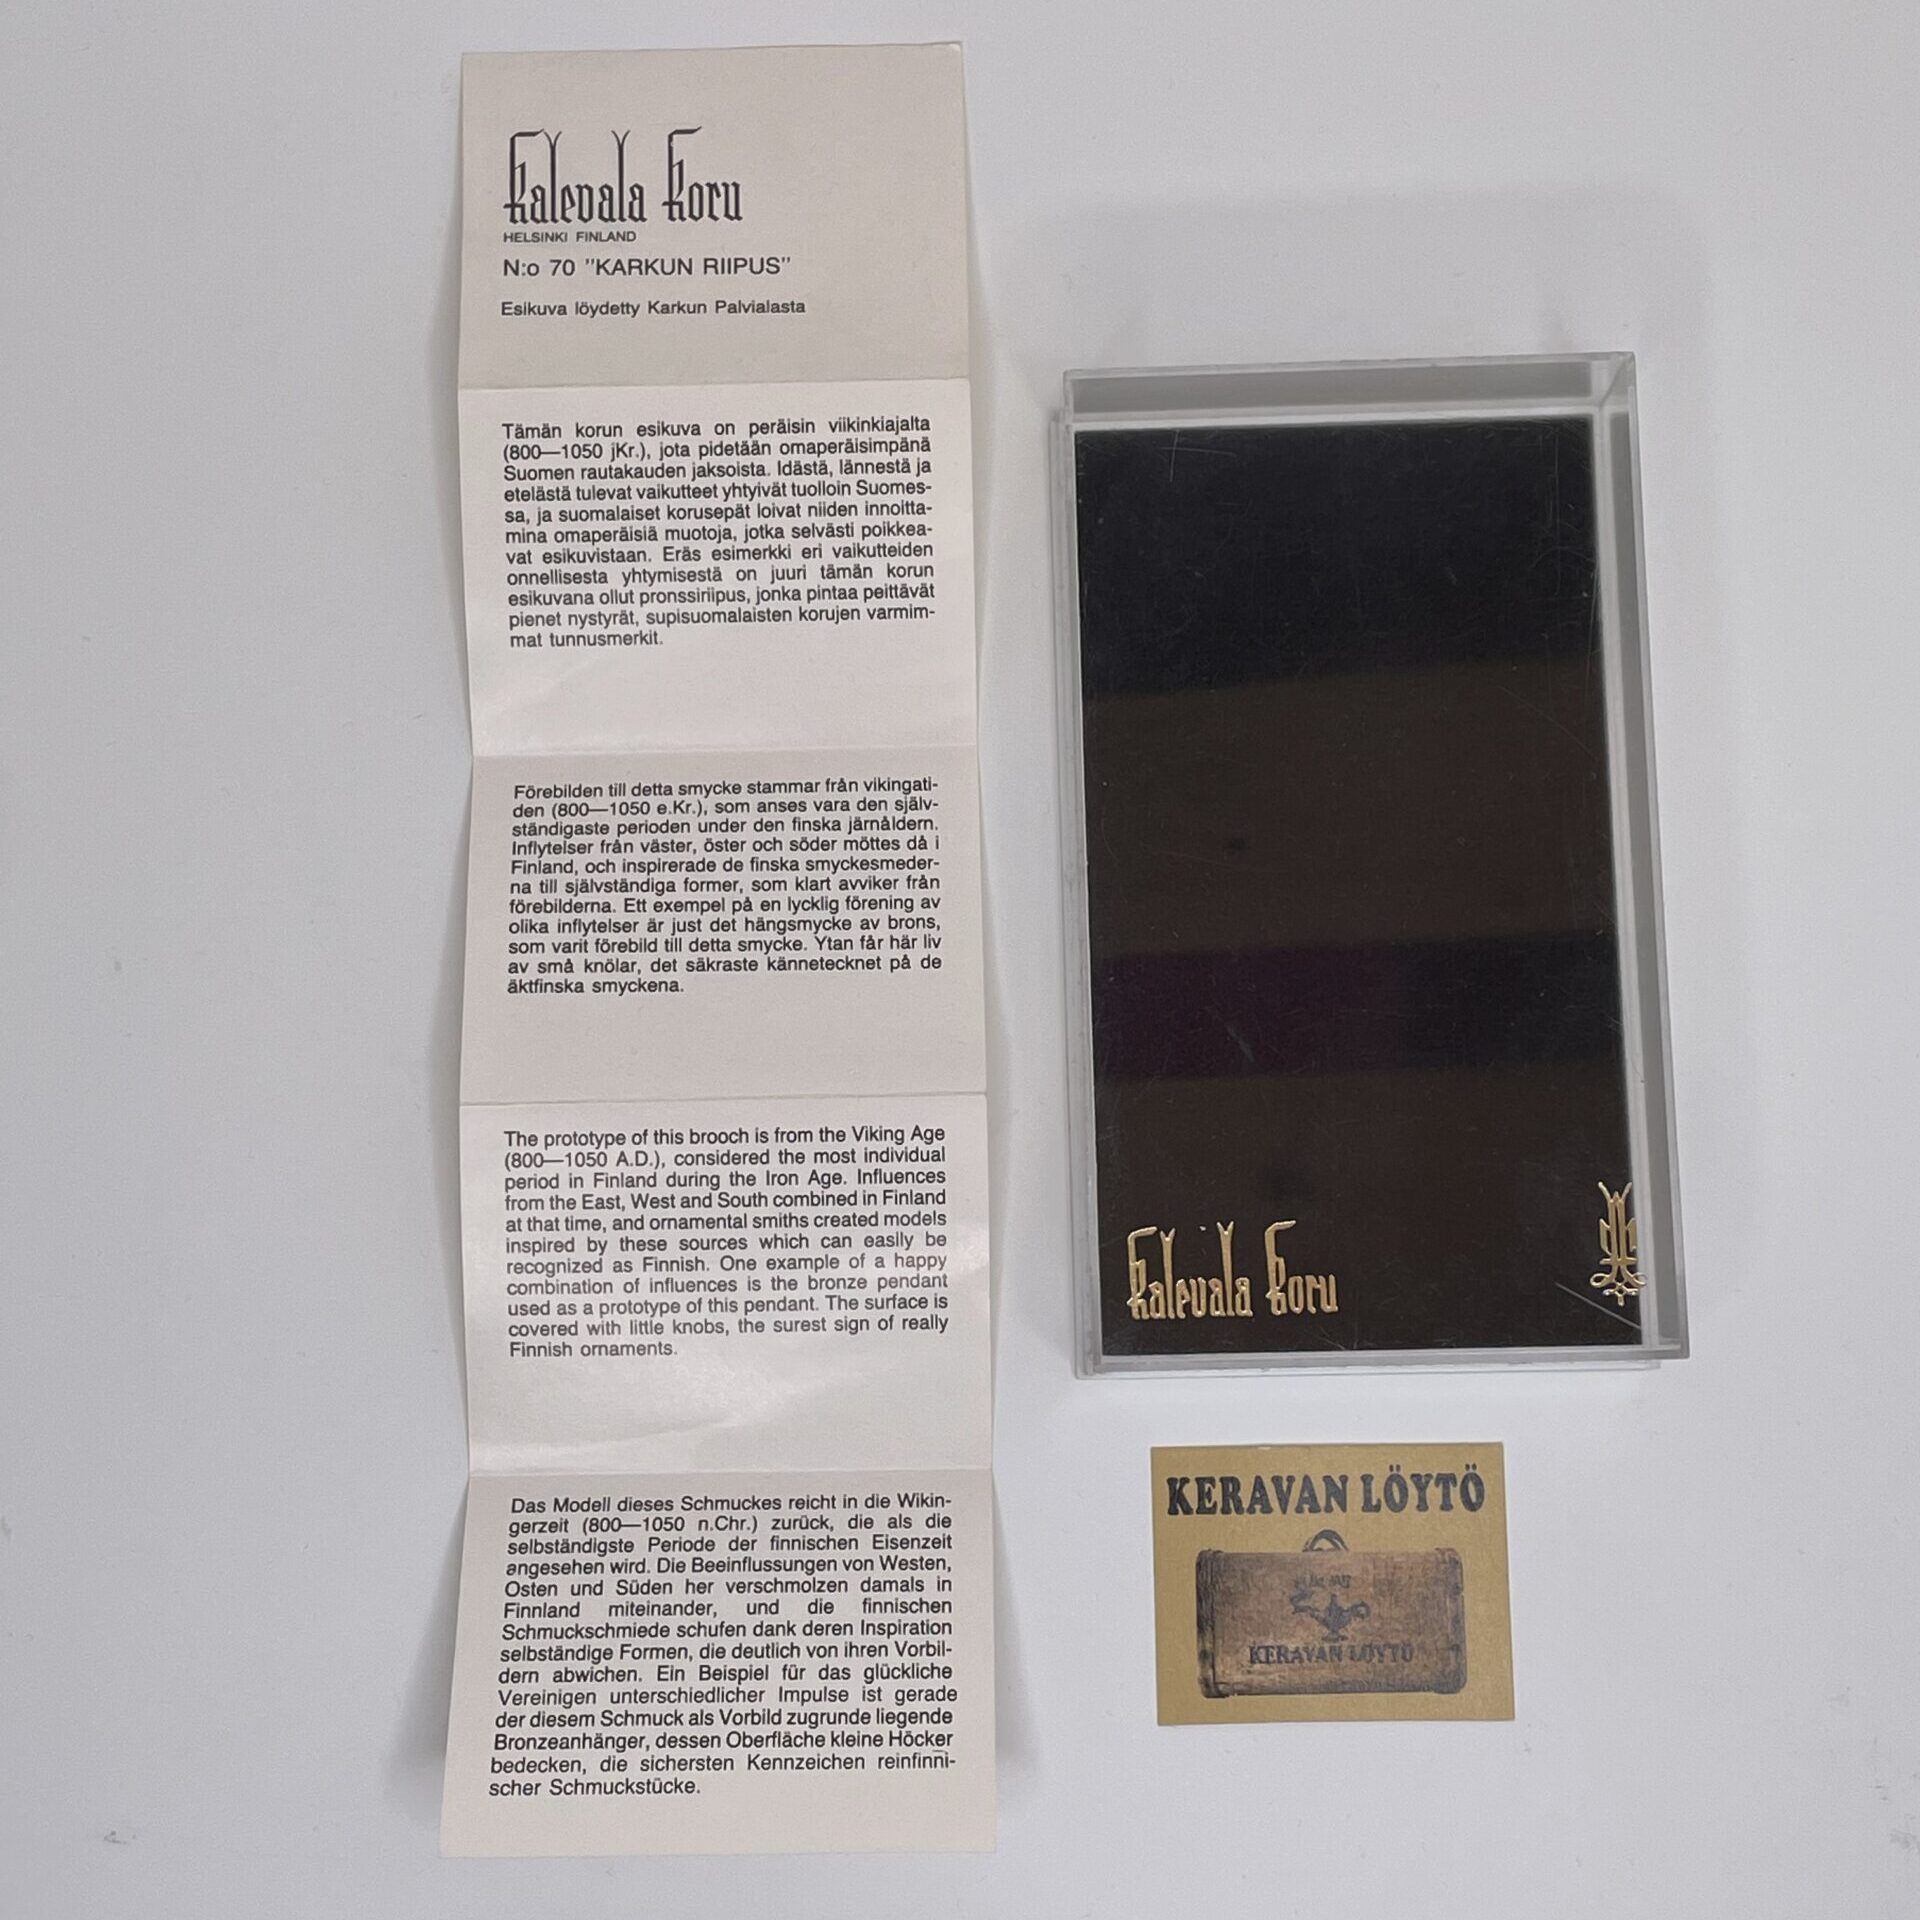 Kalevala Koru
HELSINKI FINLAND
N:o 70 "KARKUN RIIPUS"
Esikuva löydetty Karkun Palvialasta
Tämän korun esikuva on peräisin viikinkiajalta
(800—1050 jKr.), jota pidetään omaperäisimpänä
Suomen rautakauden jaksoista. Idästä, lännestä ja
etelästä tulevat vaikutteet yhtyivät tuolloin Suomes-
sa, ja suomalaiset korusepät loivat niiden innoitta-
mina omaperäisiä muotoja, jotka selvästi poikkea-
vat esikuvistaan. Eräs esimerkki eri vaikutteiden
onnellisesta yhtymisestä on juuri tämän korun
esikuvana ollut pronssiriipus, jonka pintaa peittävät
pienet nystyrät, supisuomalaisten korujen varmim-
mat tunnusmerkit.
Förebilden till detta smycke stammar från vikingati-
den (800—1050 e.Kr.), som anses vara den själv-
ständigaste perioden under den finska järnåldern.
Inflytelser från väster, öster och söder möttes då i
Finland, och inspirerade de finska smyckesmeder-
na till självständiga former, som klart avviker från
förebilderna. Ett exempel på en lycklig förening av
olika inflytelser är just det hängsmycke av brons,
som varit förebild till detta smycke. Ytan får här liv
av små knölar, det säkraste kännetecknet på de
äktfinska smyckena.
The prototype of this brooch is from the Viking Age
(800—1050 A.D.), considered the most individual
period in Finland during the Iron Age. Influences
from the East, West and South combined in Finland
at that time, and ornamental smiths created models
inspired by these sources which can easily be
recognized as Finnish. One example of a happy
combination of influences is the bronze pendant
used as a prototype of this pendant. The surface is
covered with little knobs, the surest sign of really
Finnish ornaments.
Das Modell dieses Schmuckes reicht in die Wikin-
gerzeit (800—1050 n.Chr.) zurück, die als die
selbständigste Periode der finnischen Eisenzeit
angesehen wird. Die Beeinflussungen von Westen,
Osten und Süden her verschmolzen damals in
Finnland miteinander, und die finnischen
Schmuckschmiede schufen dank deren Inspiration
selbständige Formen, die deutlich von ihren Vorbil-
dern abwichen. Ein Beispiel für das glückliche
Vereinigen unterschiedlicher Impulse ist gerade
der diesem Schmuck als Vorbild zugrunde liegende
Bronzeanhänger, dessen Oberfläche kleine Höcker
bedecken, die sichersten Kennzeichen reinfinni-
scher Schmuckstücke.
Kalevala Koru
KERAVAN LÖYTÖ
KERAVAN LÖYTÖ